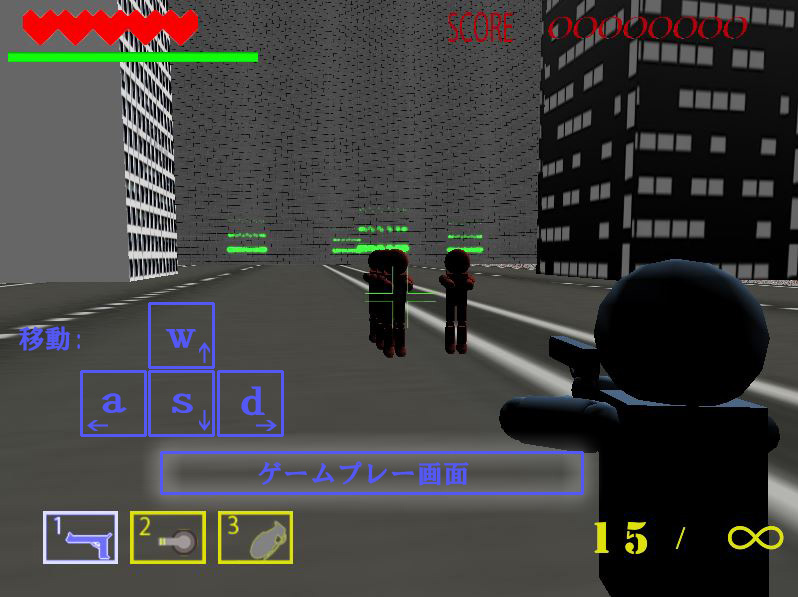 SCORE 00000000
移動:
w↑
a← s↓ d→
ゲームプレー画面
1 2 3
15 / ∞